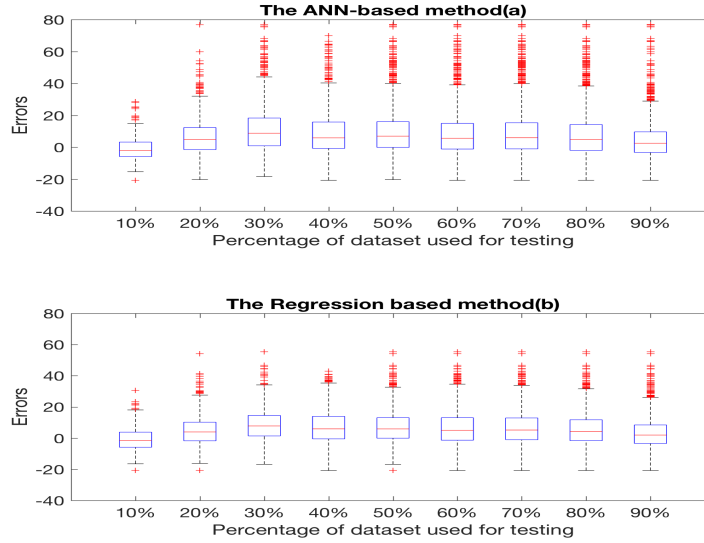 The ANN-based method(a)
80
60
40
20
0
-20
-40
Errors
10% 20% 30% 40% 50% 60% 70% 80% 90%
Percentage of dataset used for testing
The Regression based method(b)
80
60
40
20
0
-20
-40
Errors
10% 20% 30% 40% 50% 60% 70% 80% 90%
Percentage of dataset used for testing